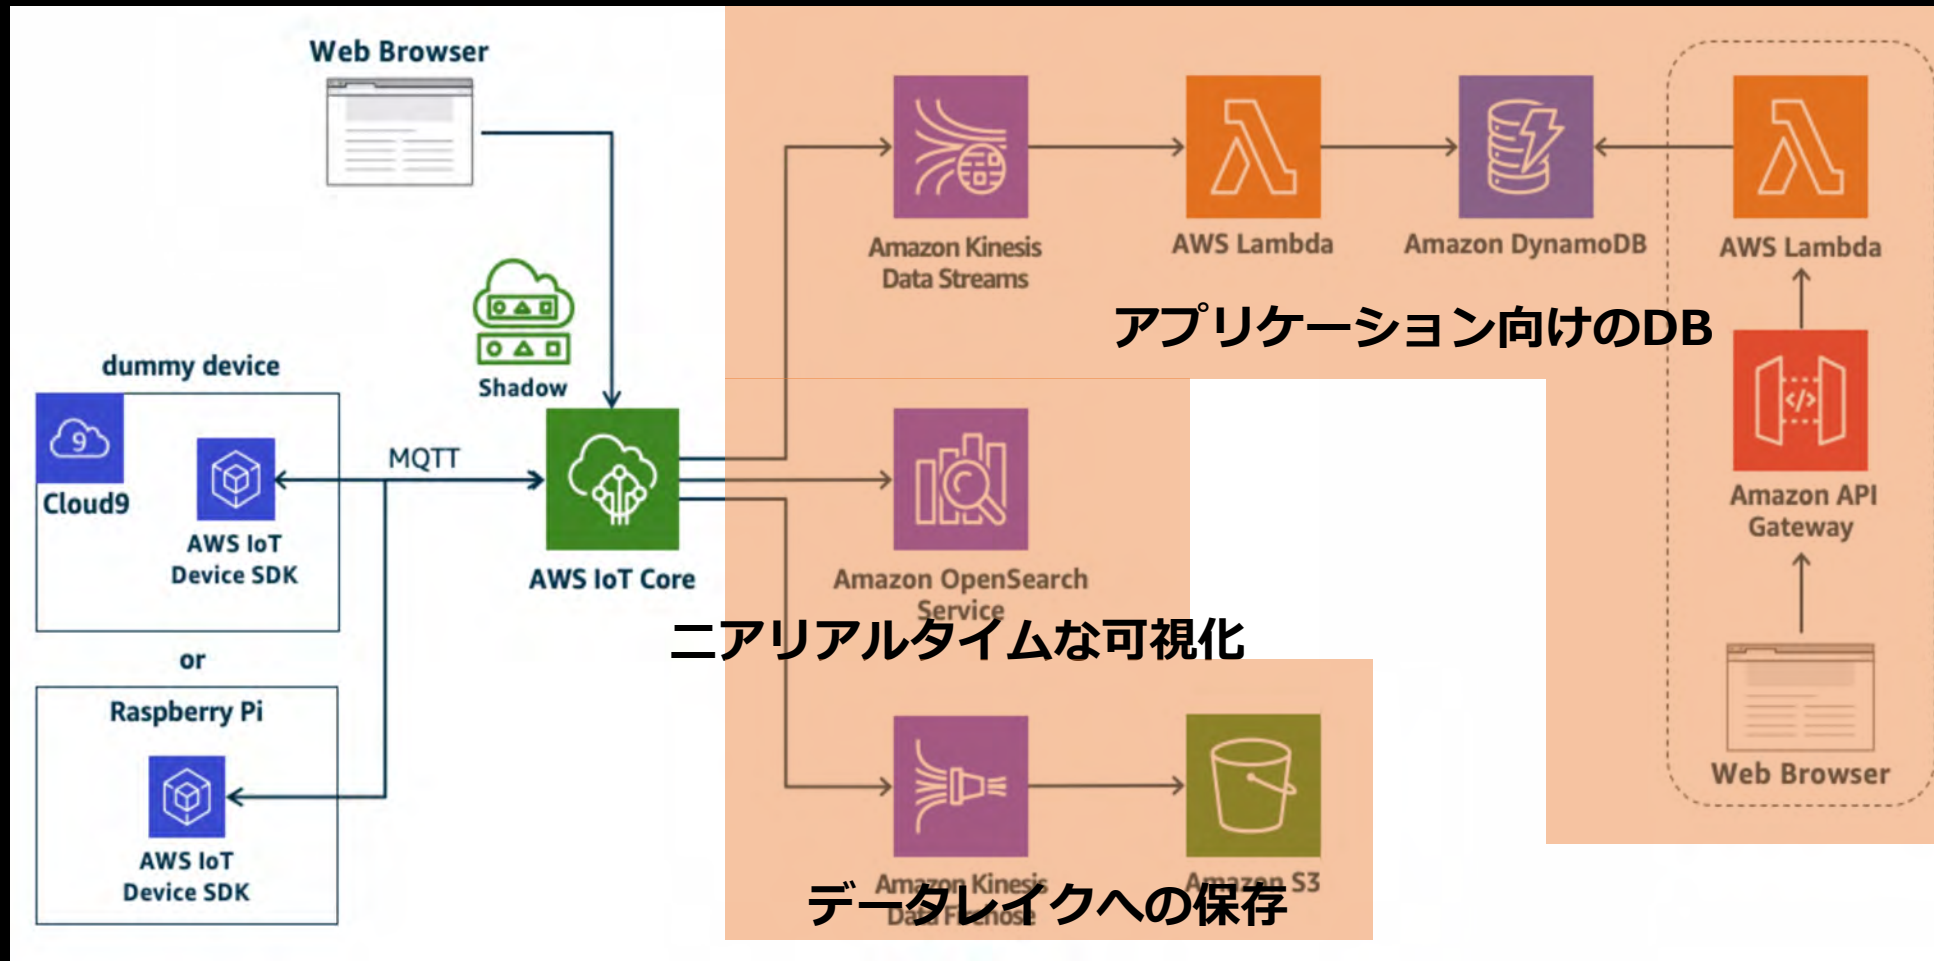 Web Browser
Shadow
dummy device
9
Cloud9
AWS IoT
Device SDK
MQTT
or
Raspberry Pi
AWS IoT
Device SDK
AWS IoT Core
Amazon Kinesis
Data Streams
AWS Lambda
Amazon DynamoDB
AWS Lambda
アプリケーション向けのDB
</>
Amazon API
Gateway
Web Browser
Amazon OpenSearch
Service
ニアリアルタイムな可視化
Amazon Kinesis
Data Firehose
Amazon S3
データレイクへの保存